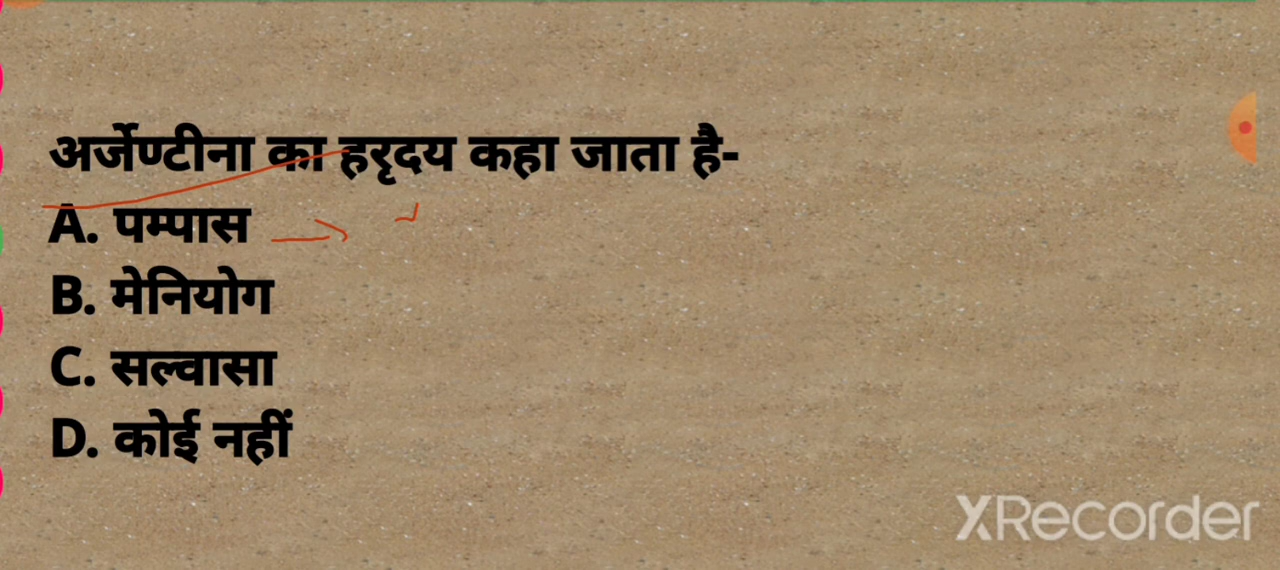 अर्जेण्टीना का हरृदय कहा जाता है-
A. पम्पास
B. मेनियोग
C. सल्वासा
D. कोई नहीं
XRecorder